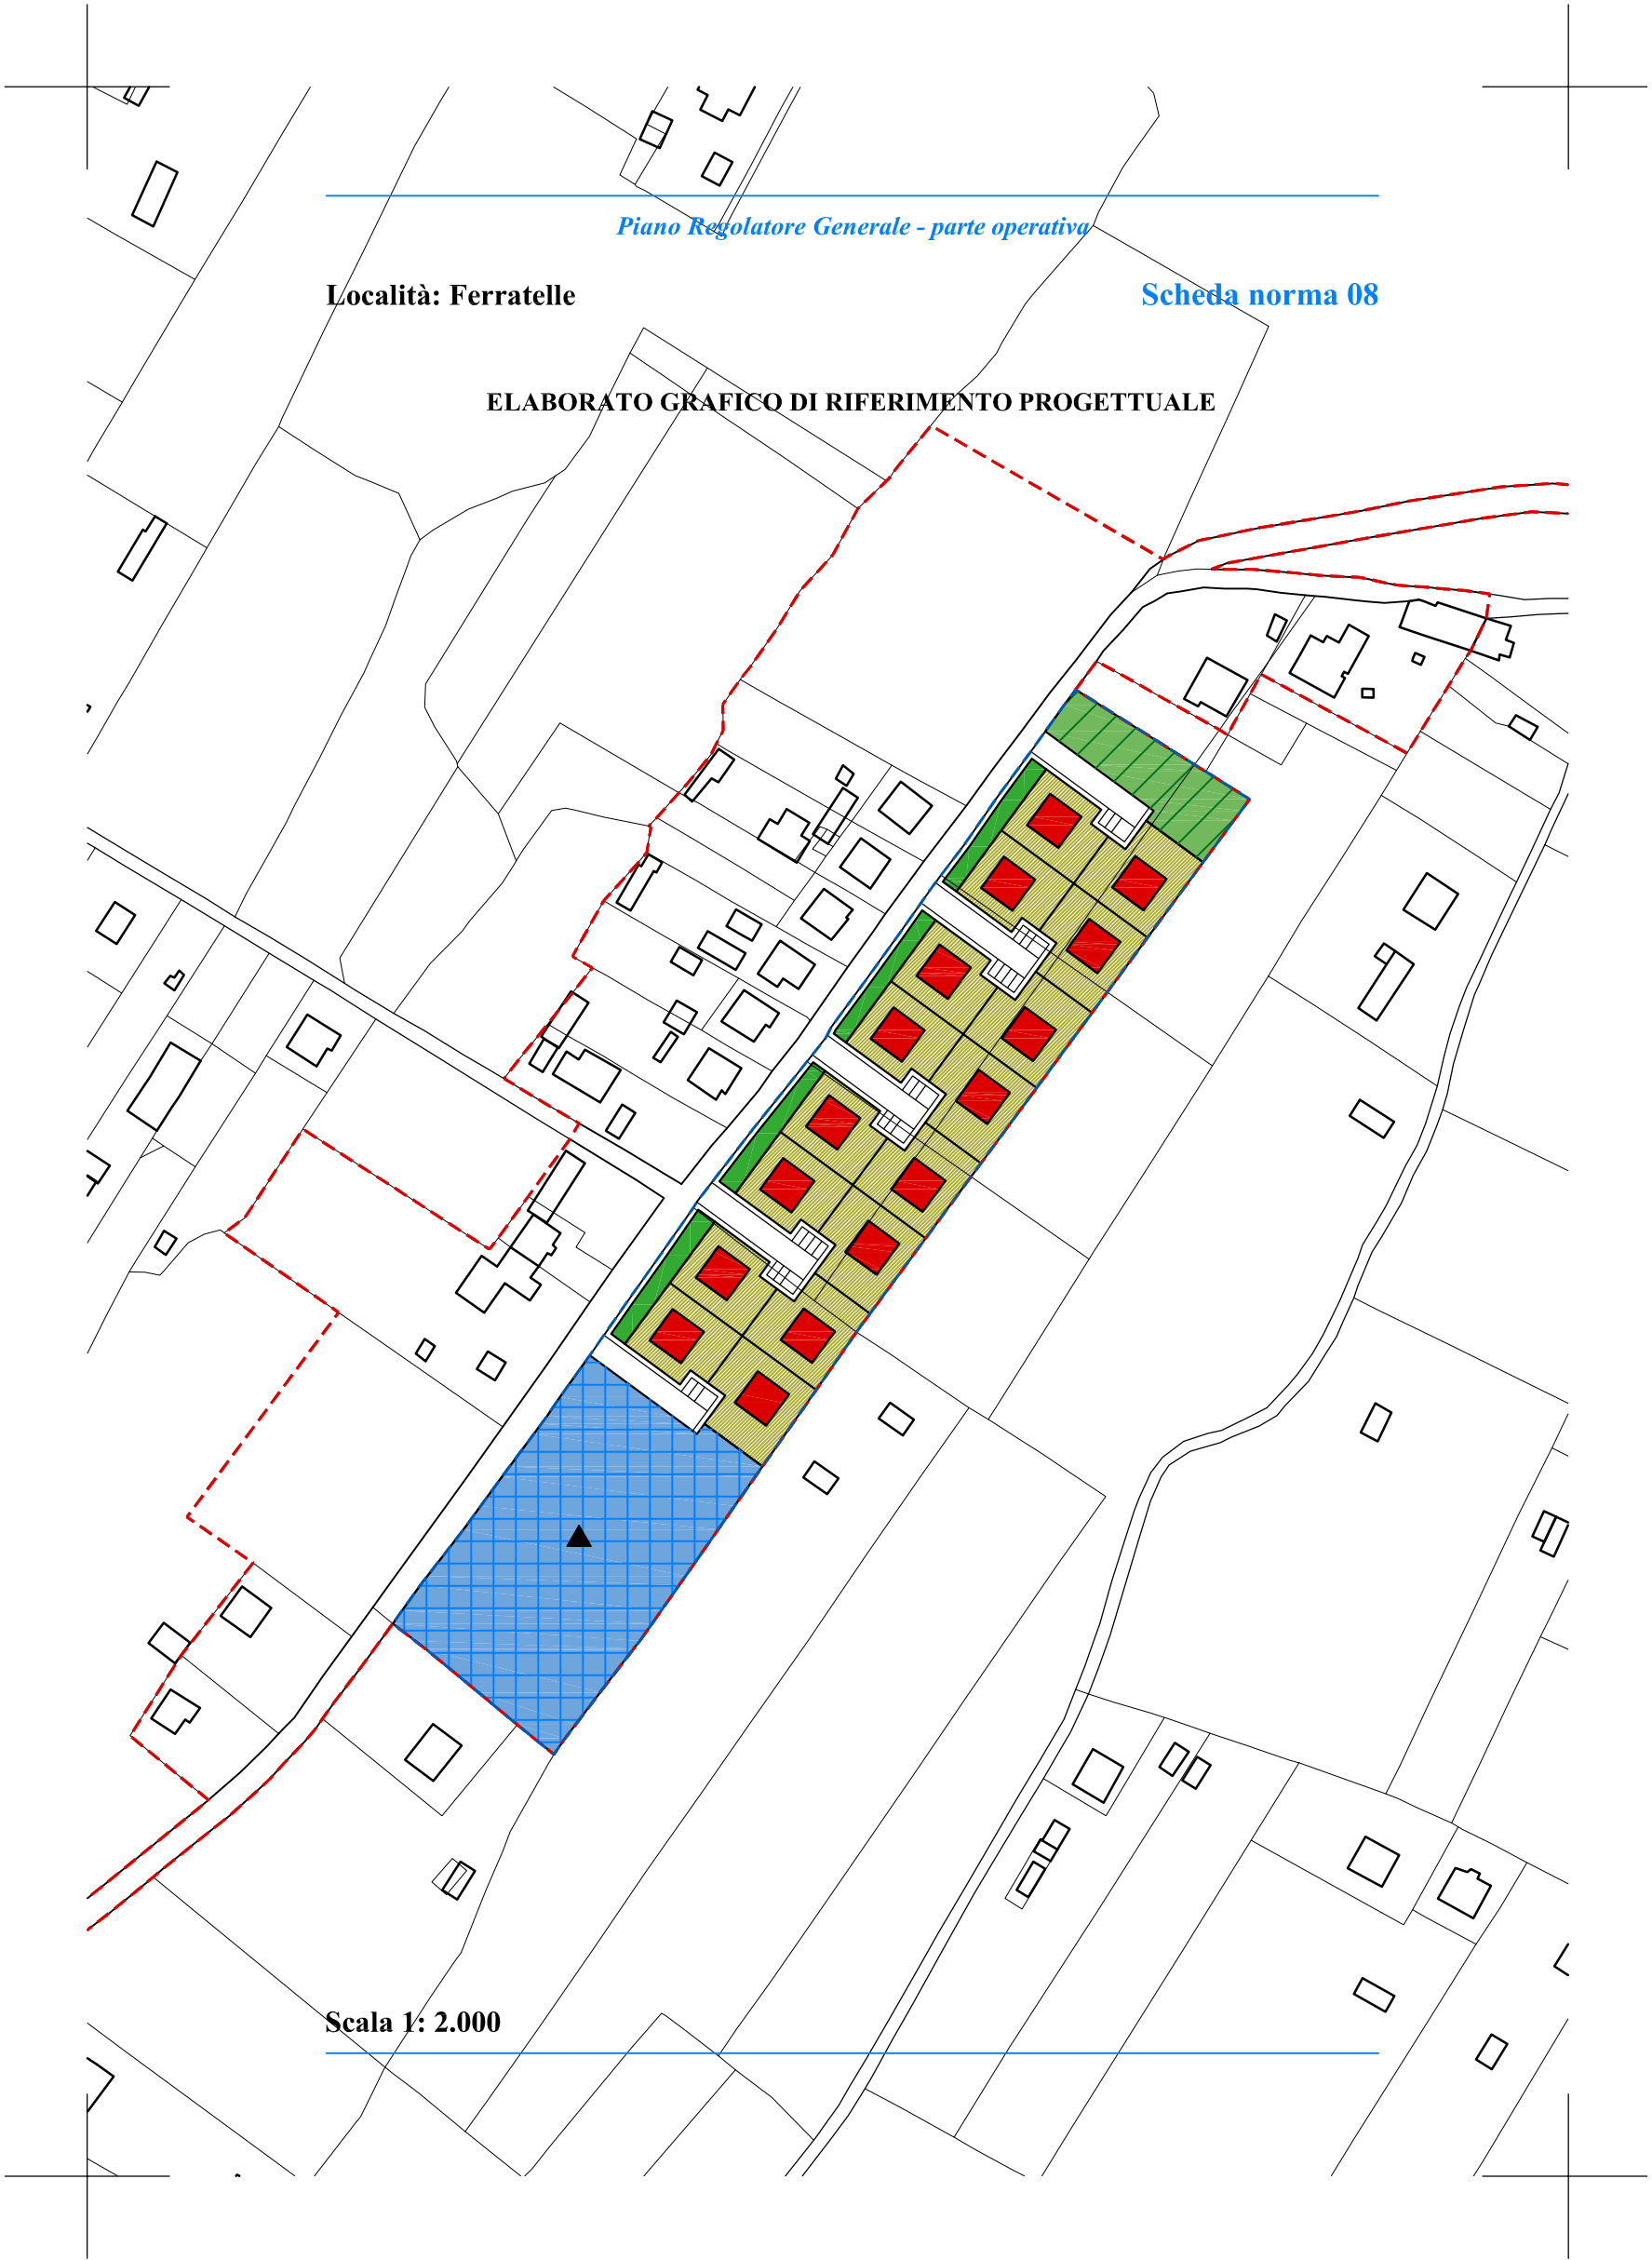 Piano Regolatore Generale - parte operativa
Località: Ferratelle
Scheda norma 08
ELABORATO GRAFICO DI RIFERIMENTO PROGETTUALE
Scala 1: 2.000